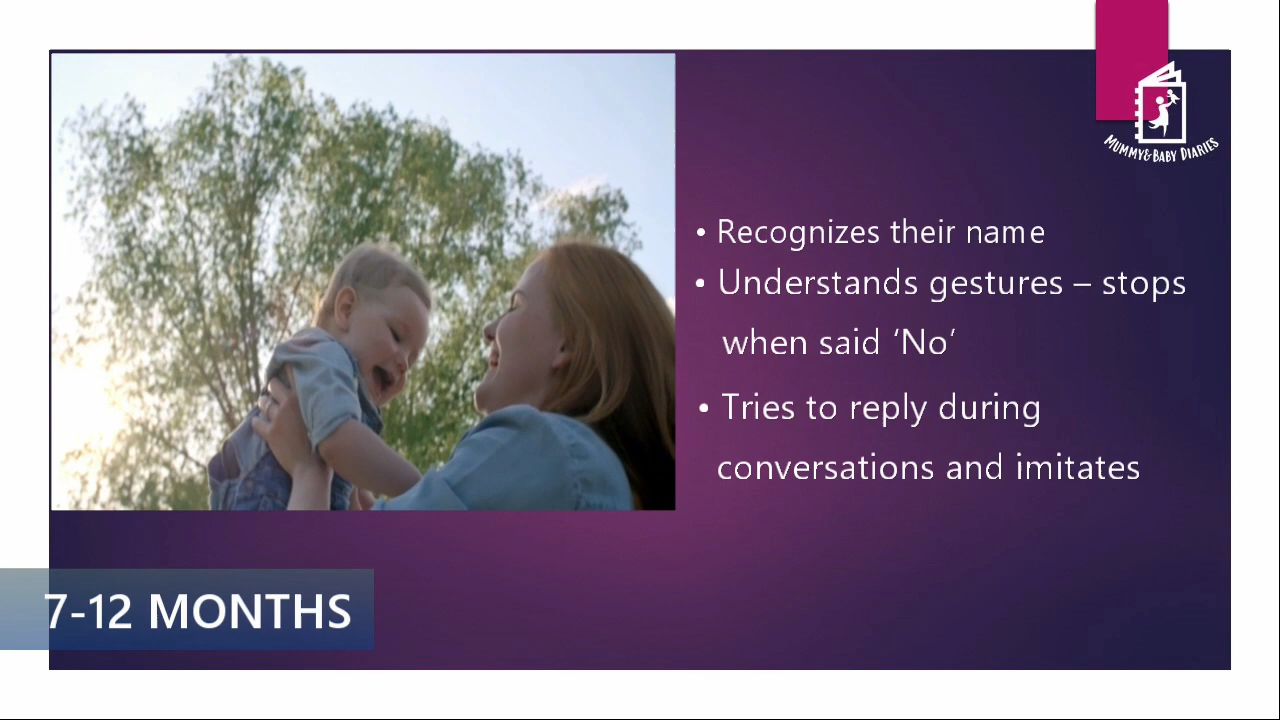 MUMMY&BABY DIARIES
• Recognizes their name
• Understands gestures – stops
when said ‘No’
• Tries to reply during
conversations and imitates
7-12 MONTHS